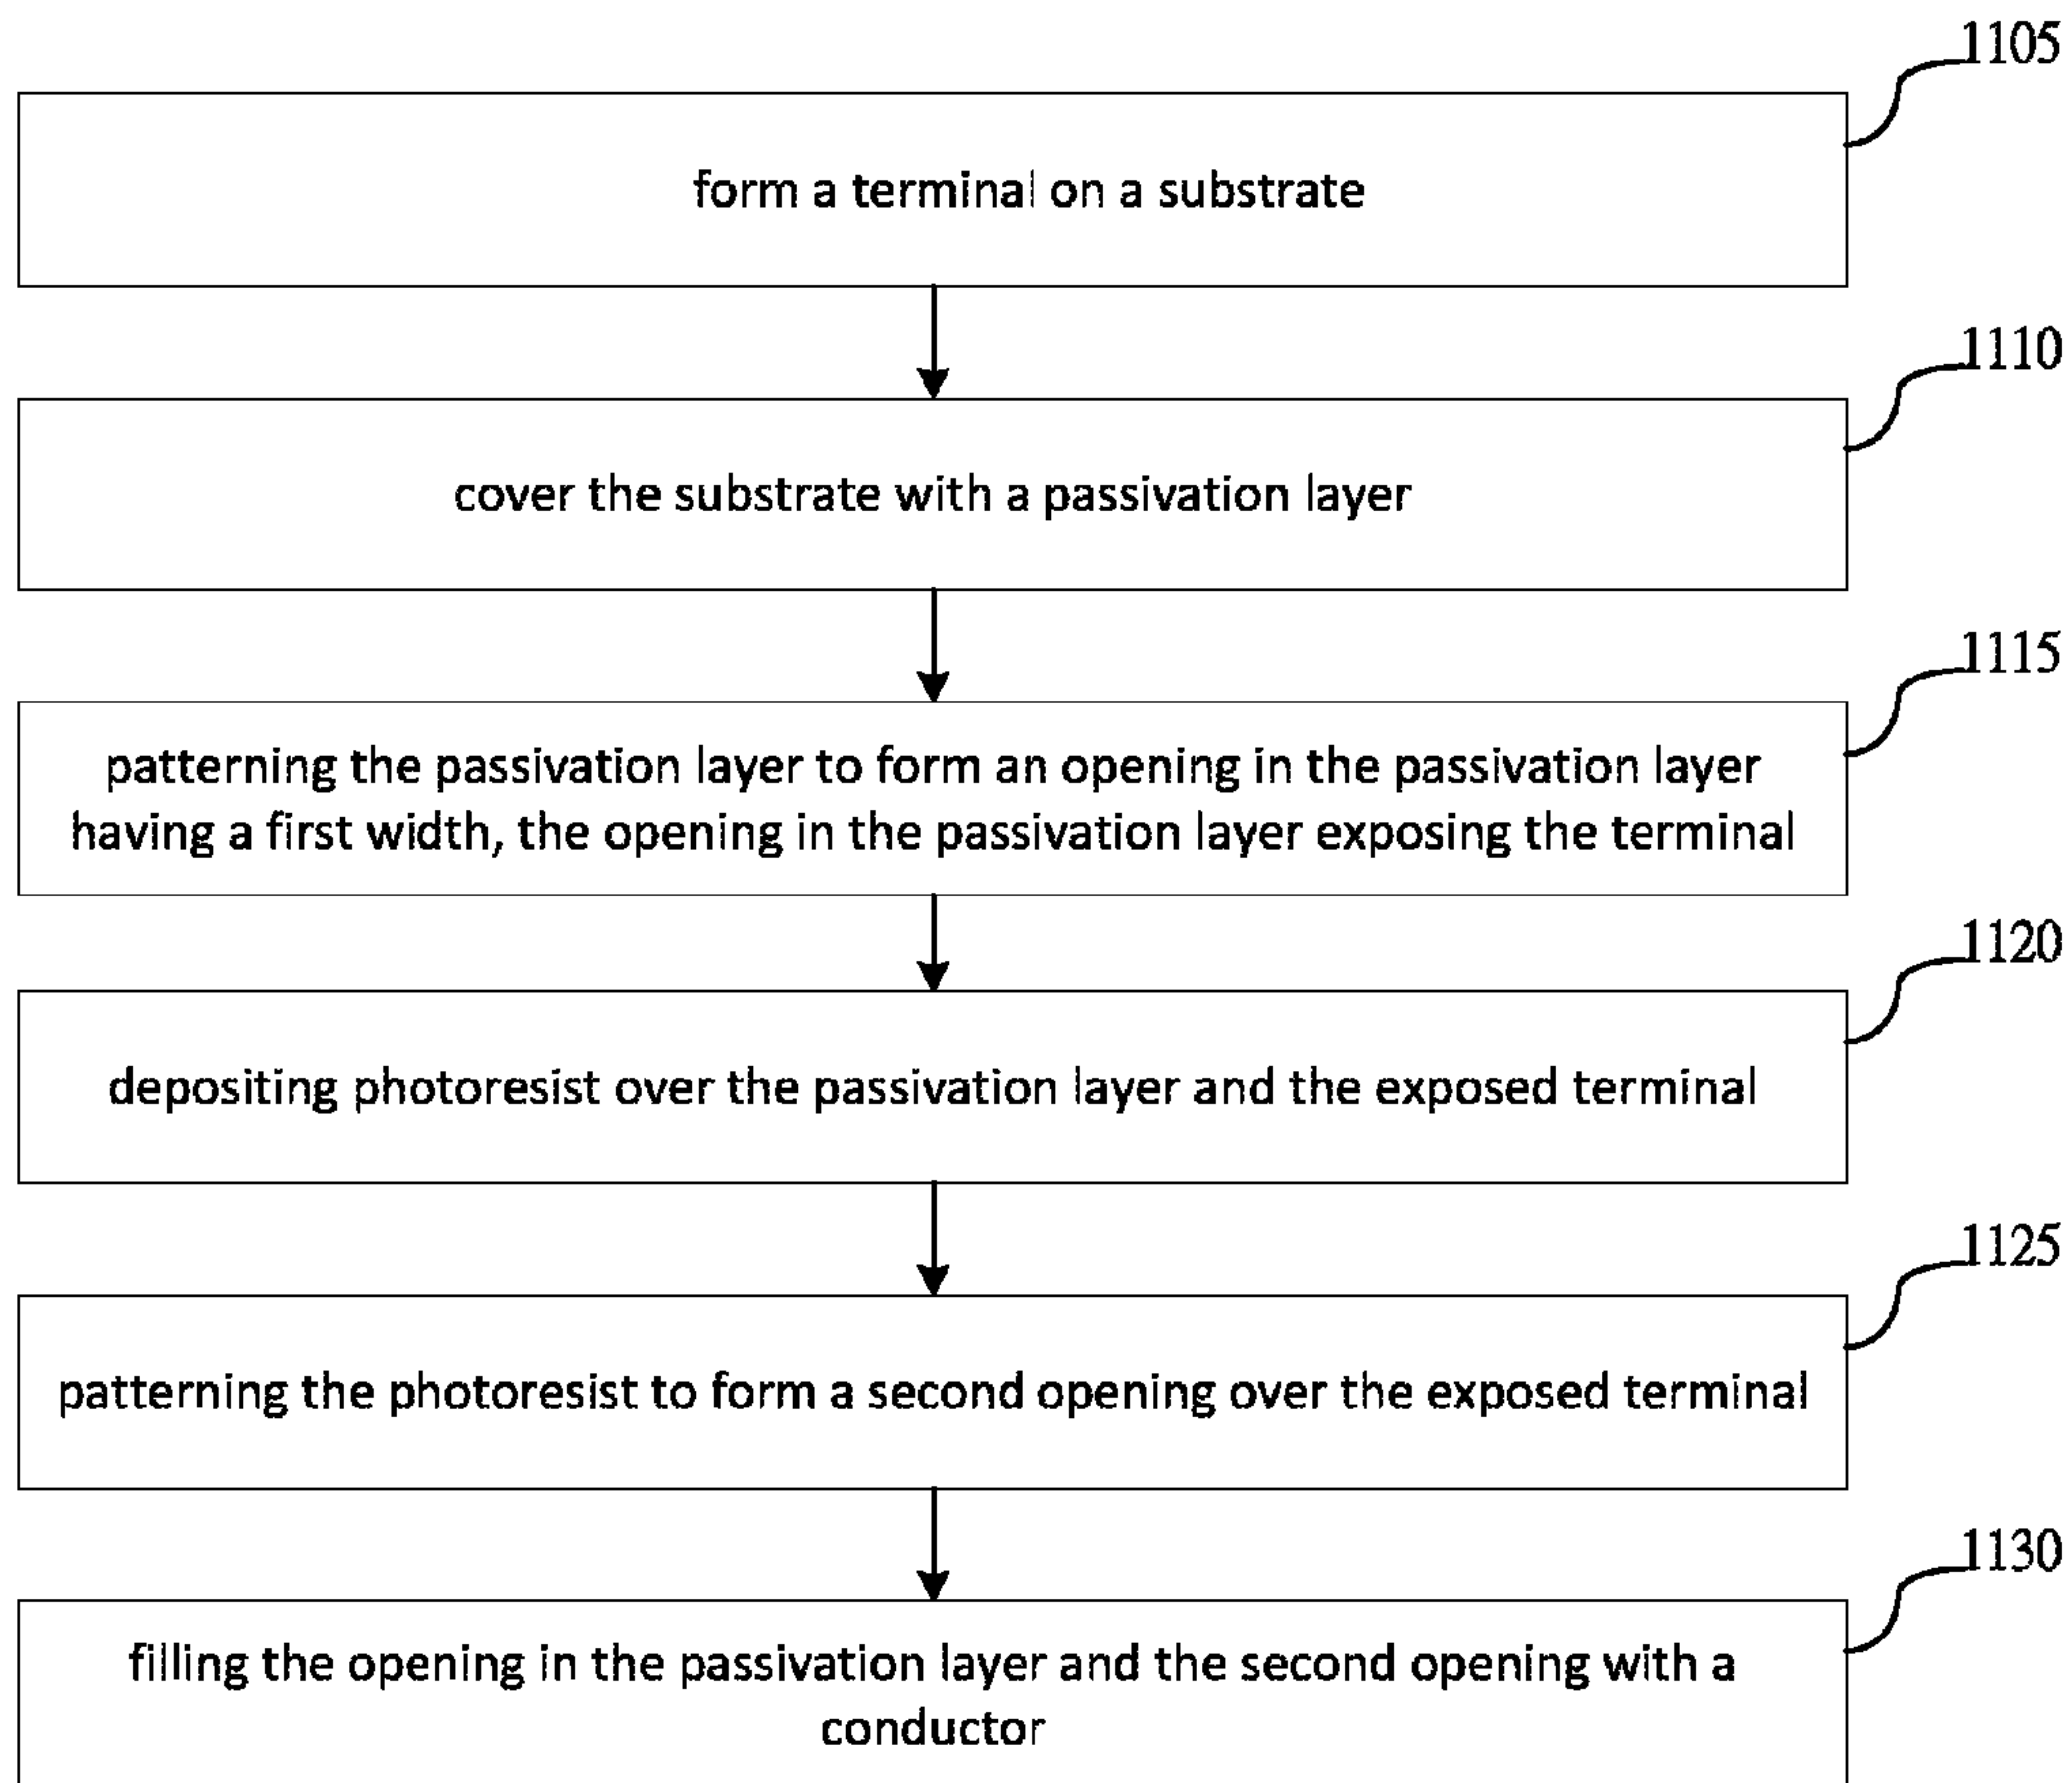 1105
form a terminal on a substrate
1110
cover the substrate with a passivation layer
1115
patterning the passivation layer to form an opening in the passivation layer
having a first width, the opening in the passivation layer exposing the terminal
1120
depositing photoresist over the passivation layer and the exposed terminal
1125
patterning the photoresist to form a second opening over the exposed terminal
1130
filling the opening in the passivation layer and the second opening with a
conductor